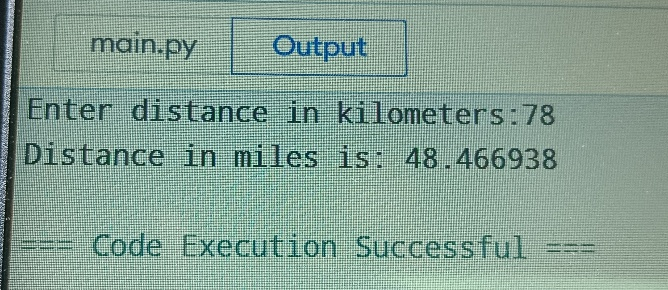 main.py Output
Enter distance in kilometers:78
Distance in miles is: 48.466938
=== Code Execution Successful ===